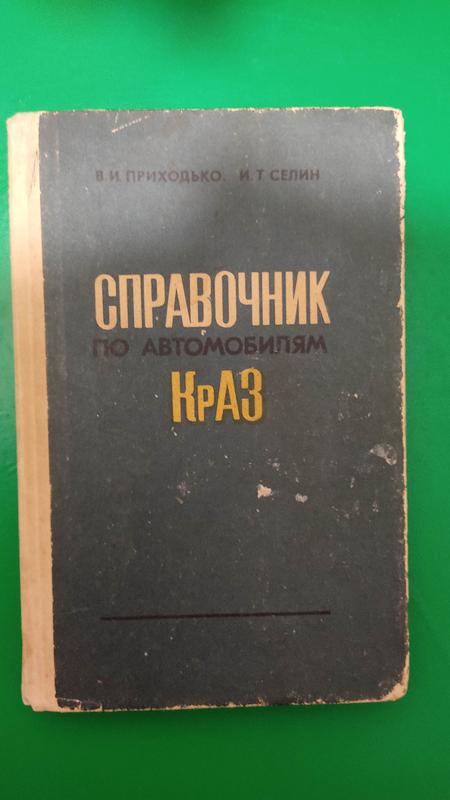 В. И. ПРИХОДЬКО, И. Т. СЕЛИН
СПРАВОЧНИК
ПО АВТОМОБИЛЯМ
КрАЗ